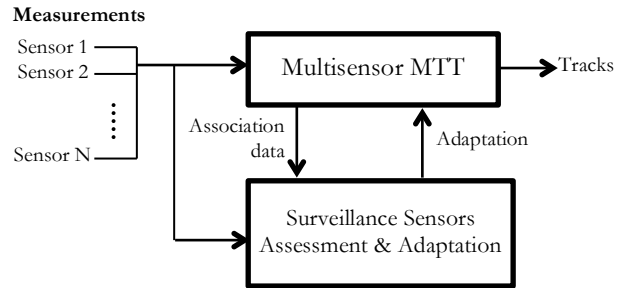 Measurements
Sensor 1
Sensor 2
Sensor N
Multisensor MTT
Tracks
Association
data
Adaptation
Surveillance Sensors
Assessment & Adaptation